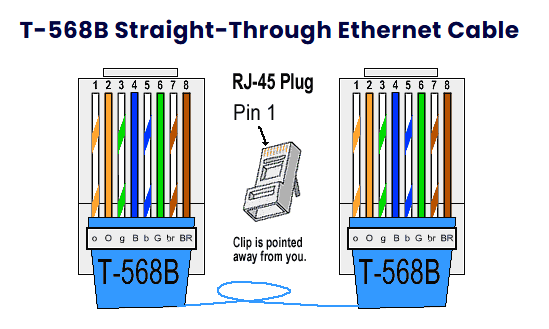 T-568B Straight-Through Ethernet Cable
1 2 3 4 5 6 7 8
RJ-45 Plug
Pin 1
1 2 3 4 5 6 7 8
Clip is pointed
away from you.
o O g B b G br BR
T-568B
o O g B b G br BR
T-568B